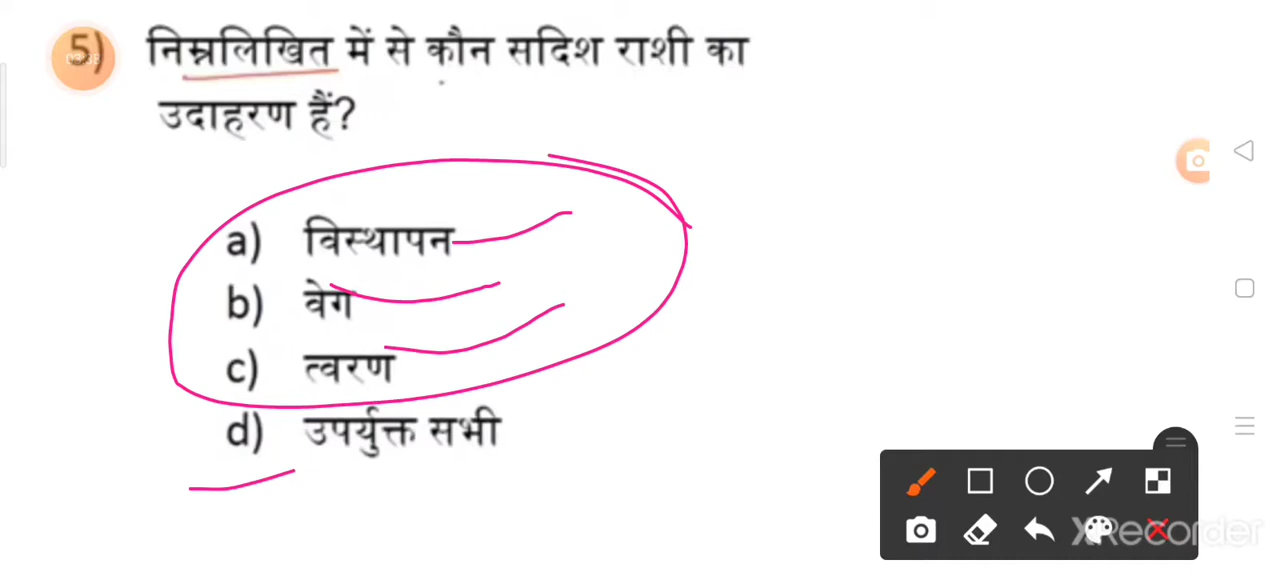 5) निम्नलिखित में से कौन सदिश राशी का
उदाहरण हैं?
a) विस्थापन
b) वेग
c) त्वरण
d) उपर्युक्त सभी
XRecorder